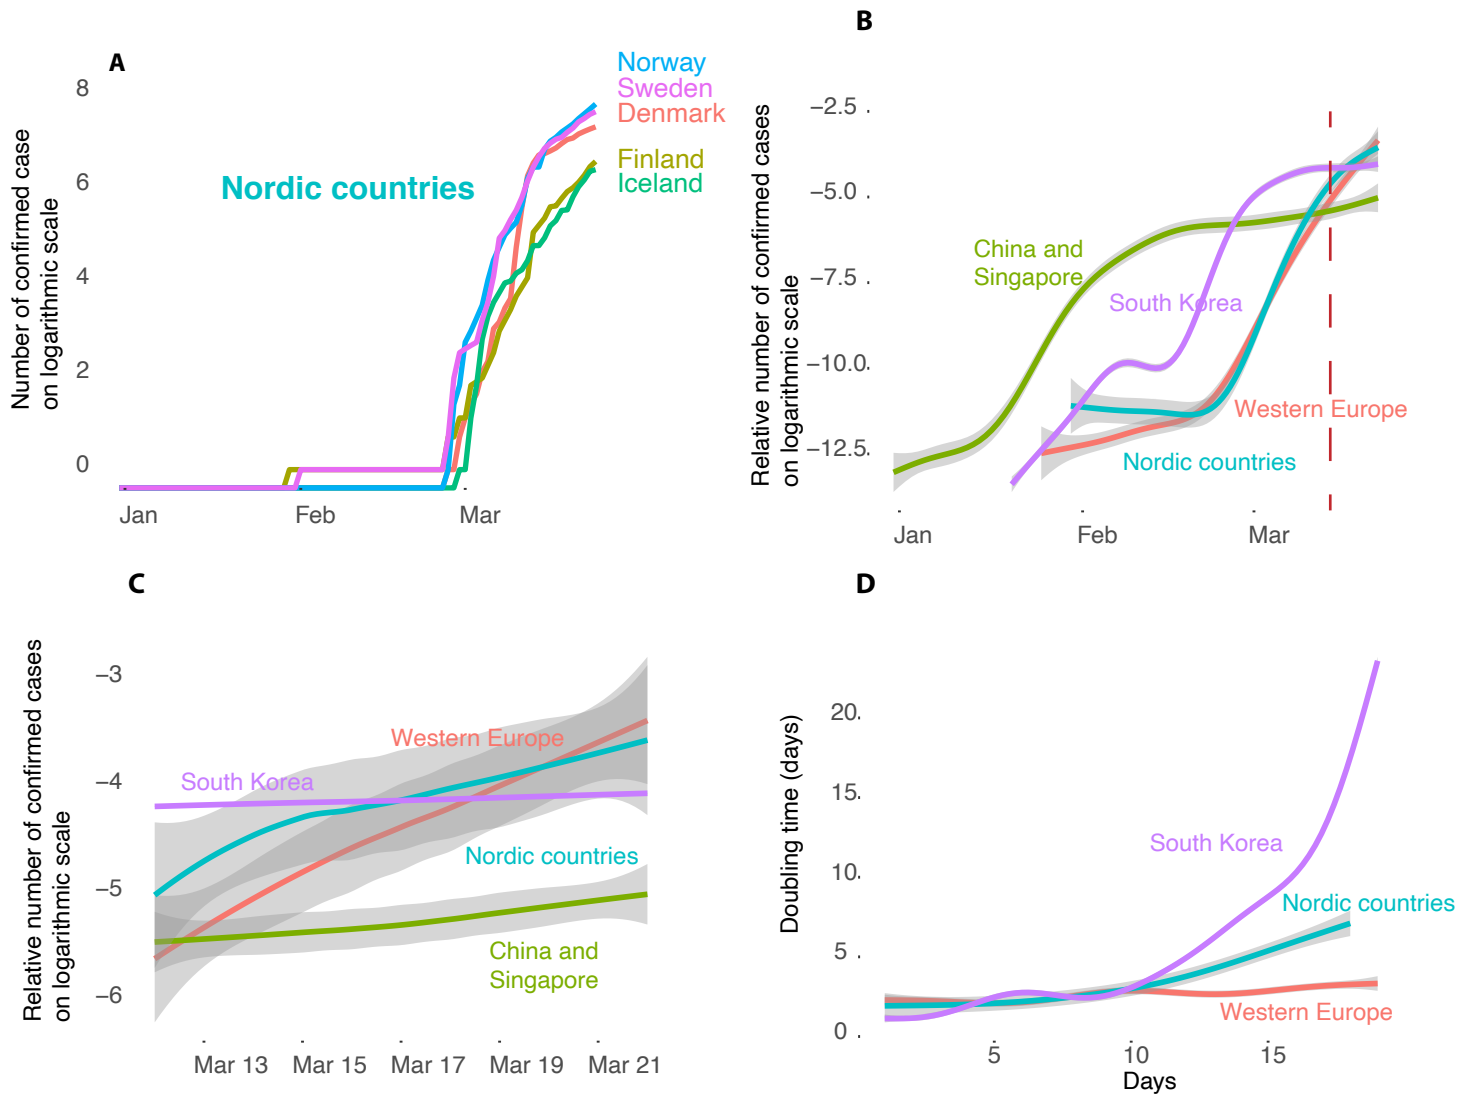 A
Number of confirmed case
on logarithmic scale
8
6
4
2
0
Nordic countries
Norway
Sweden
Denmark
Finland
Iceland
Jan
Feb
Mar
B
Relative number of confirmed cases
on logarithmic scale
−2.5
−5.0
−7.5
−10.0
−12.5
China and
Singapore
South Korea
Western Europe
Nordic countries
Jan
Feb
Mar
C
Relative number of confirmed cases
on logarithmic scale
−3
−4
−5
−6
Western Europe
South Korea
Nordic countries
China and
Singapore
Mar 13
Mar 15
Mar 17
Mar 19
Mar 21
D
Doubling time (days)
20
15
10
5
0
South Korea
Nordic countries
Western Europe
5
10
15
Days